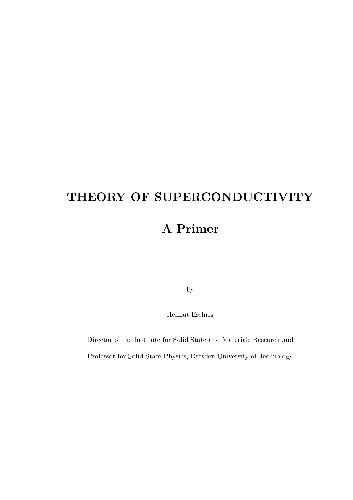 THEORY OF SUPERCONDUCTIVITY
A Primer
by
Helmut Eschrig
Director of the Institute for Solid State and Materials Research and
Professor for Solid State Physics, Dresden University of Technology